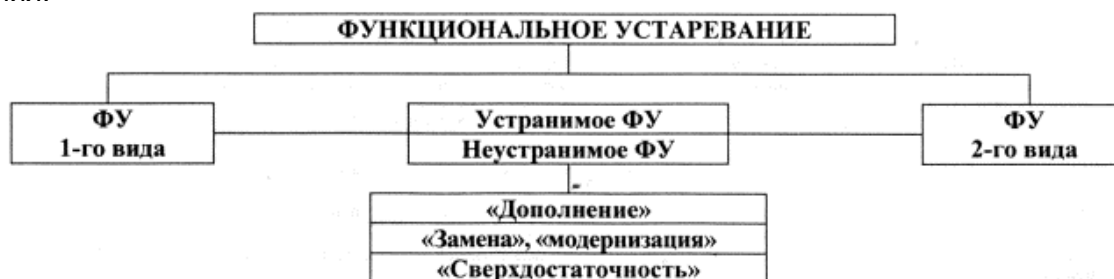 ФУНКЦИОНАЛЬНОЕ УСТАРЕВАНИЕ
ФУ
1-го вида
Устранимое ФУ
Неустранимое ФУ
ФУ
2-го вида
«Дополнение»
«Замена», «модернизация»
«Сверхдостаточность»